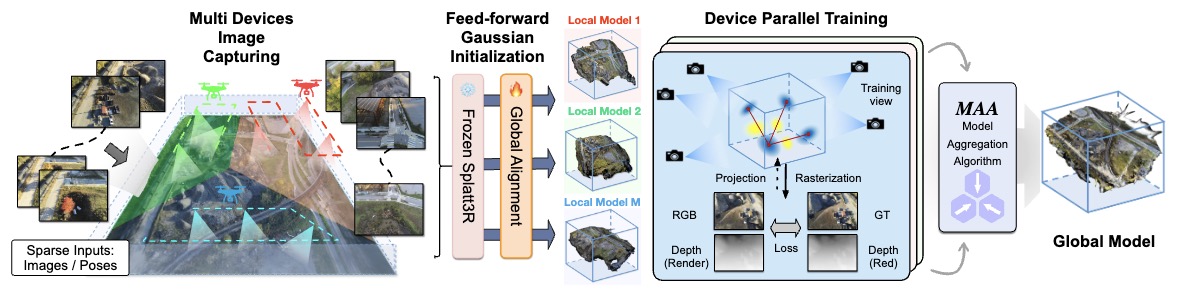 Multi Devices
Image
Capturing
Sparse Inputs:
Images / Poses
Feed-forward
Gaussian
Initialization
Frozen Splatt3R
Global Alignment
Local Model 1
Local Model 2
Local Model M
Device Parallel Training
Training
view
Projection
Rasterization
RGB
GT
Loss
Depth
(Render)
Depth
(Red)
MAA
Model
Aggregation
Algorithm
Global Model